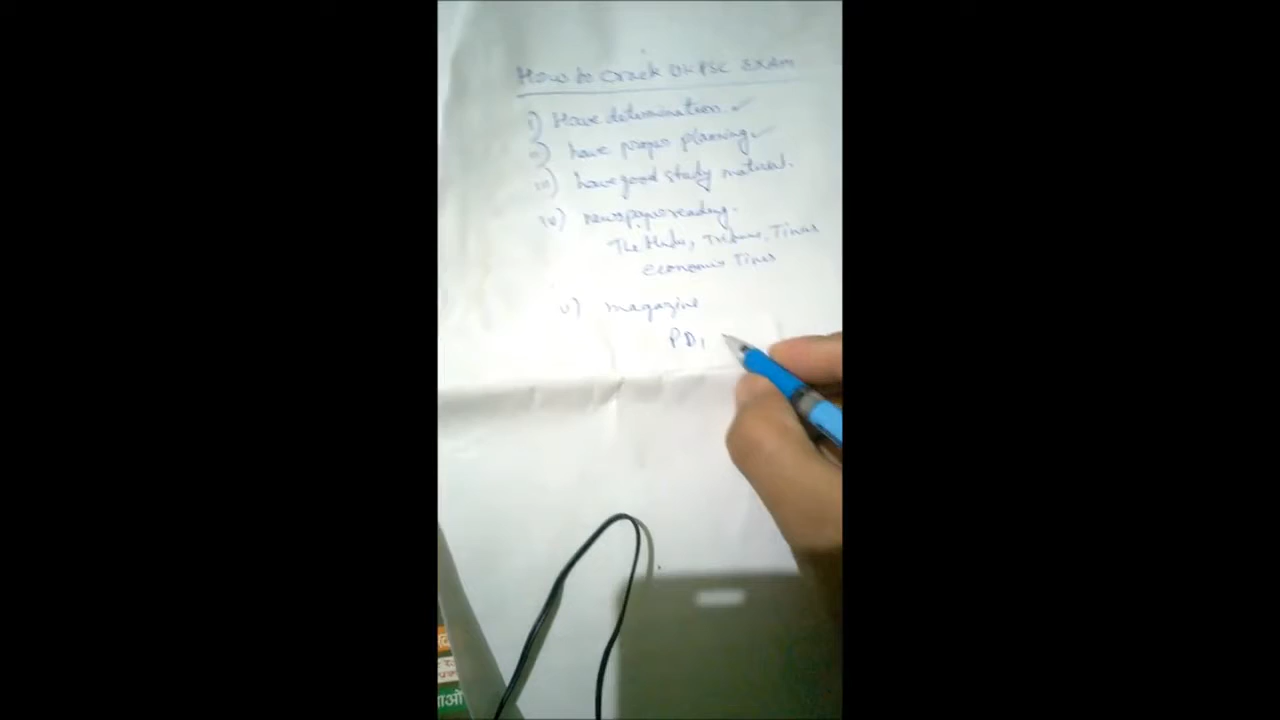 How to Crack UKPSC EXAM
i) Have determination. ✓
ii) have proper planning ✓
iii) have good study material.
iv) newspaper reading.
The Hindu, Tribune, Times
economic Times
v) magazine
PD,